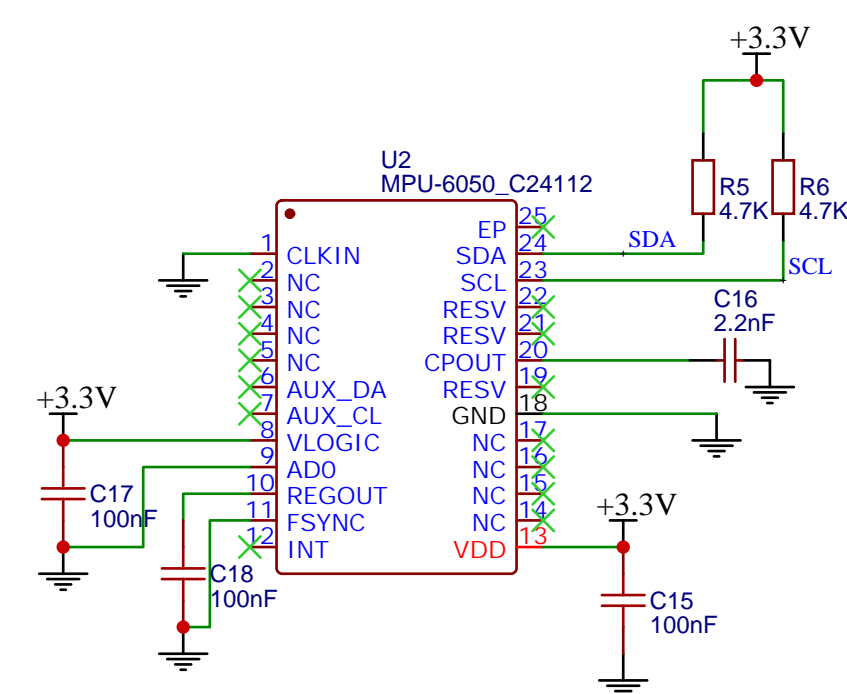 +3.3V
U2
MPU-6050_C24112
R5
4.7K
R6
4.7K
25
EP
1
24
SDA
SDA
CLKIN
SDA
2
23
SCL
NC
SCL
3
22
C16
2.2nF
NC
RESV
4
21
NC
RESV
5
20
NC
CPOUT
6
19
AUX_DA
RESV
+3.3V
7
18
AUX_CL
GND
8
17
VLOGIC
NC
9
16
AD0
NC
C17
100nF
10
15
REGOUT
NC
+3.3V
11
14
FSYNC
NC
12
13
INT
VDD
C18
100nF
C15
100nF